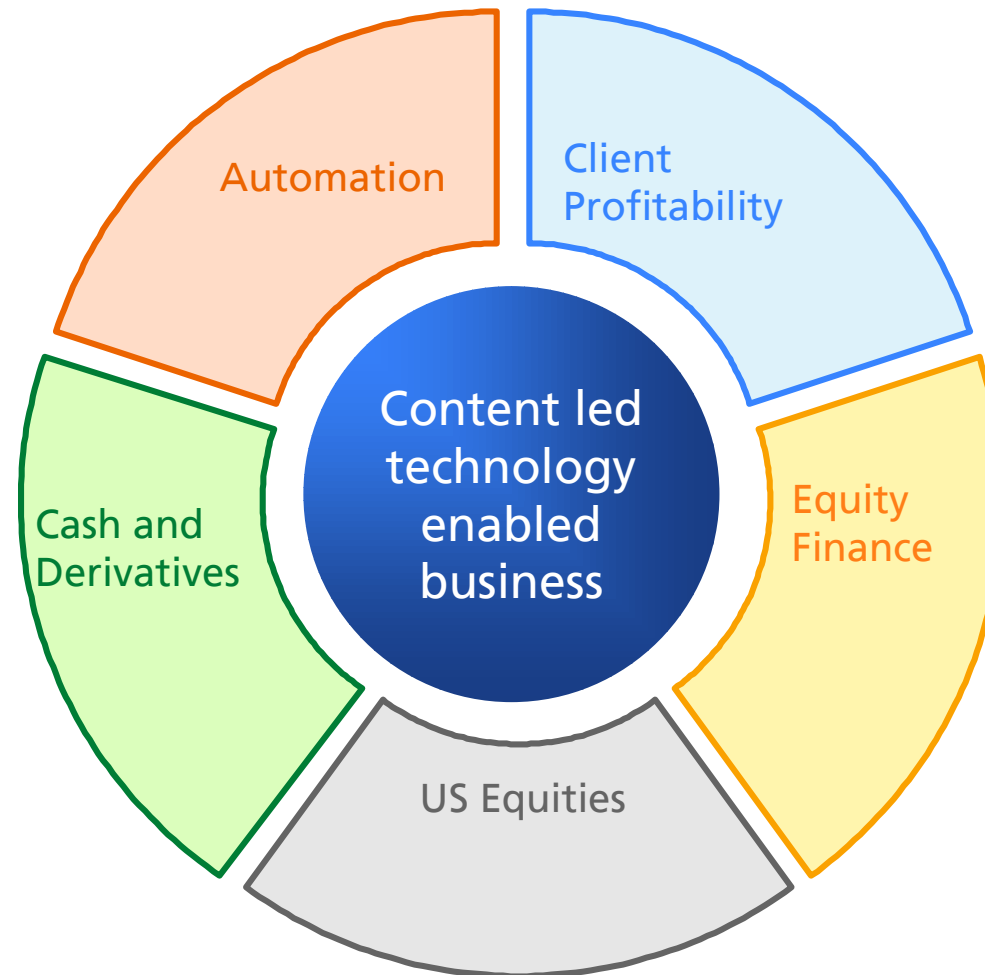 Automation
Client
Profitability
Content led
technology
enabled
business
Equity
Finance
Cash and
Derivatives
US Equities